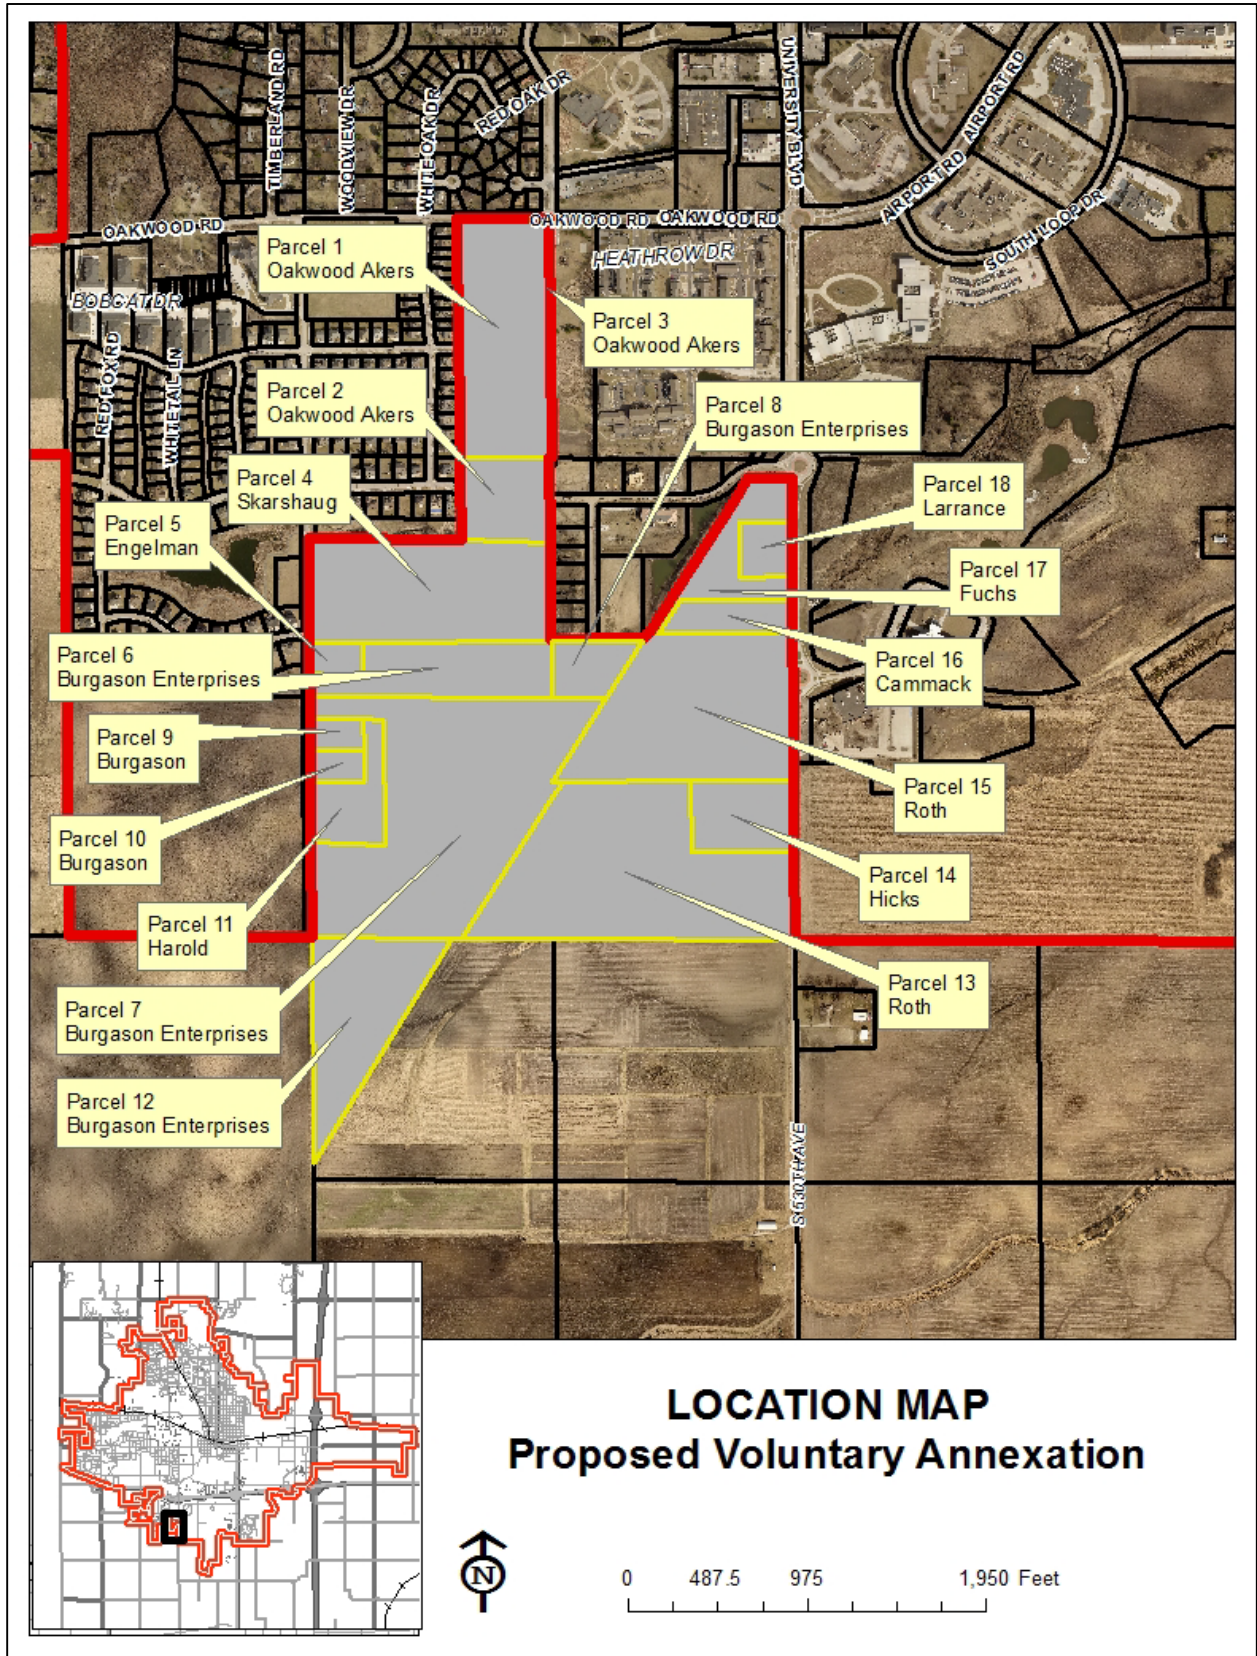 TIMBERLAND RD
WOODVIEW DR
WHITE OAK DR
RED OAK DR
UNIVERSITY BLVD
AIRPORT RD
AIRPORT RD
SOUTH LOOP DR
OAKWOOD RD
OAKWOOD RD
OAKWOOD RD
HEATHROW DR
BOBCAT DR
RED FOX RD
WHITETAIL LN
Parcel 1
Oakwood Akers
Parcel 3
Oakwood Akers
Parcel 2
Oakwood Akers
Parcel 8
Burgason Enterprises
Parcel 4
Skarshaug
Parcel 18
Larrance
Parcel 5
Engelman
Parcel 17
Fuchs
Parcel 6
Burgason Enterprises
Parcel 16
Cammack
Parcel 9
Burgason
Parcel 15
Roth
Parcel 10
Burgason
Parcel 14
Hicks
Parcel 11
Harold
Parcel 13
Roth
Parcel 7
Burgason Enterprises
Parcel 12
Burgason Enterprises
S 530TH AVE
LOCATION MAP
Proposed Voluntary Annexation
N
0 487.5 975 1,950 Feet